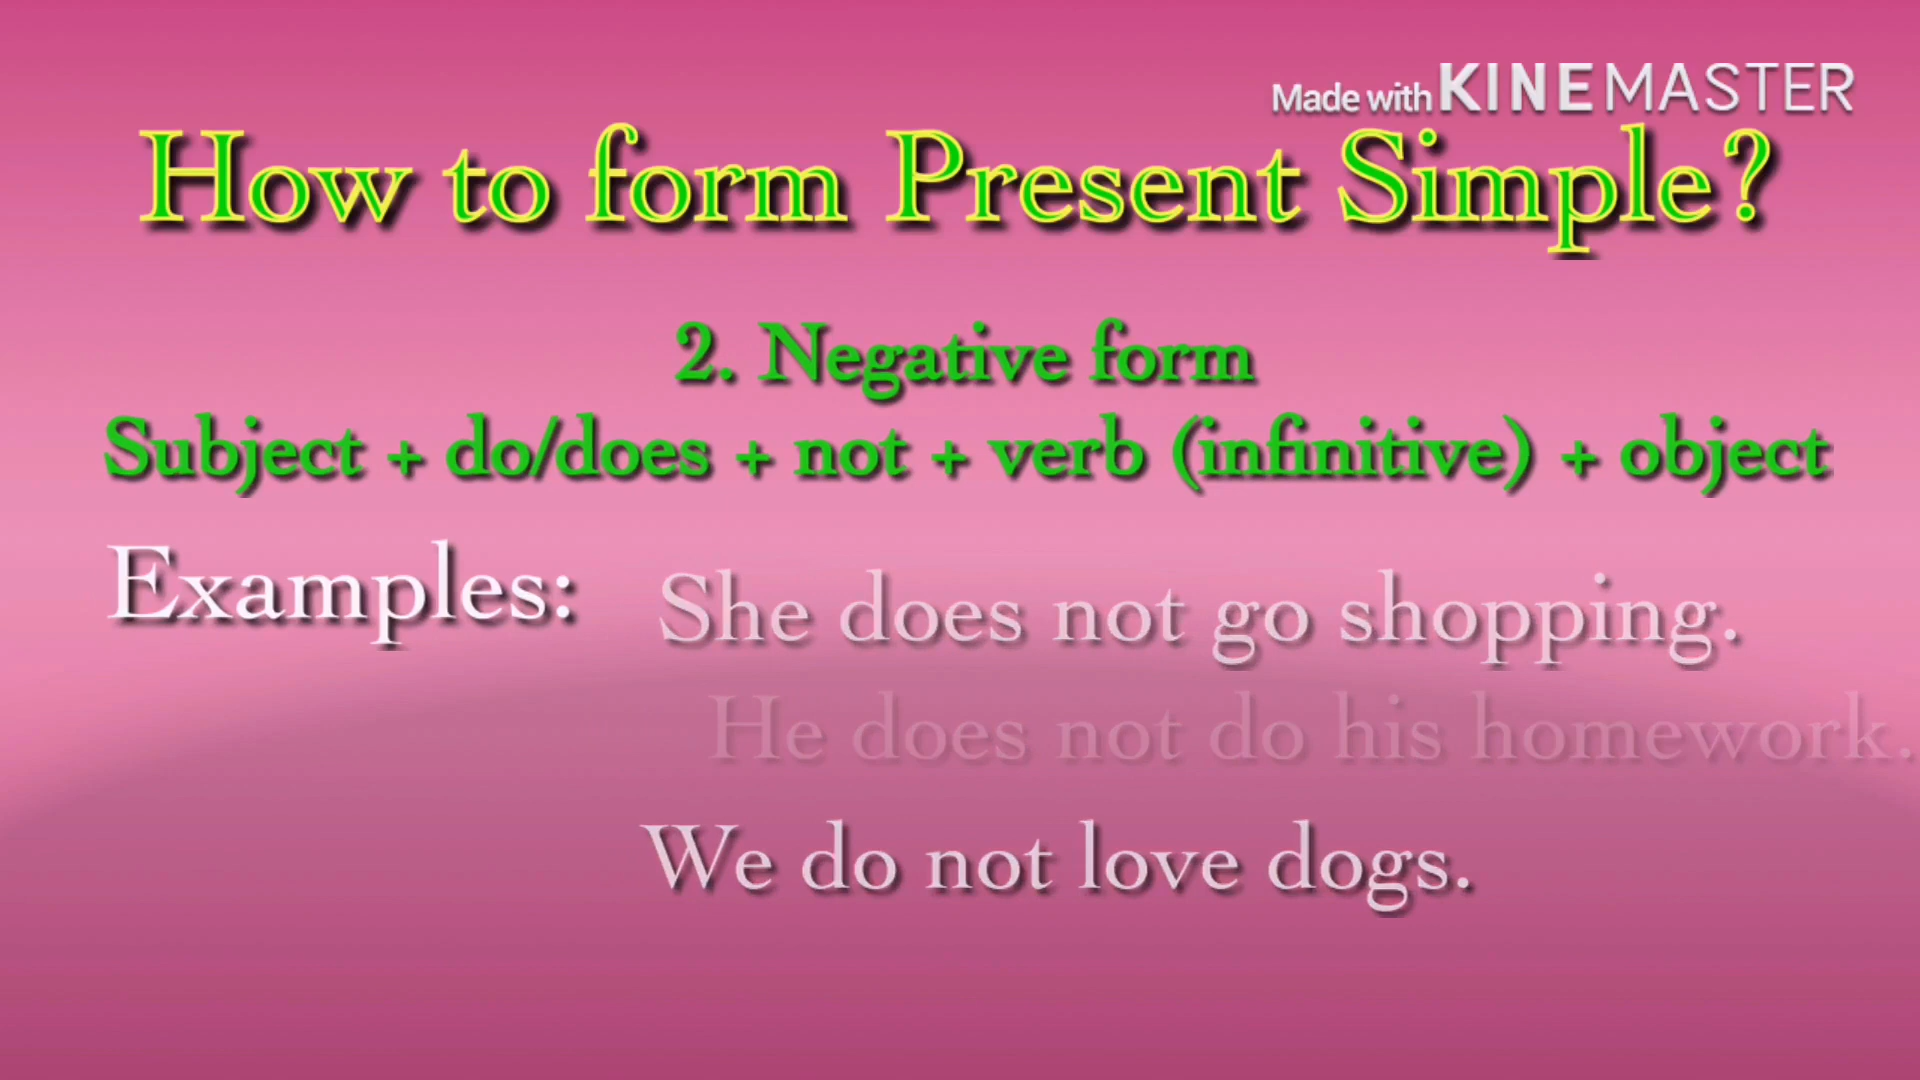 Made with KINEMASTER
How to form Present Simple?
2. Negative form
Subject + do/does + not + verb (infinitive) + object
Examples:
She does not go shopping.
He does not do his homework.
We do not love dogs.